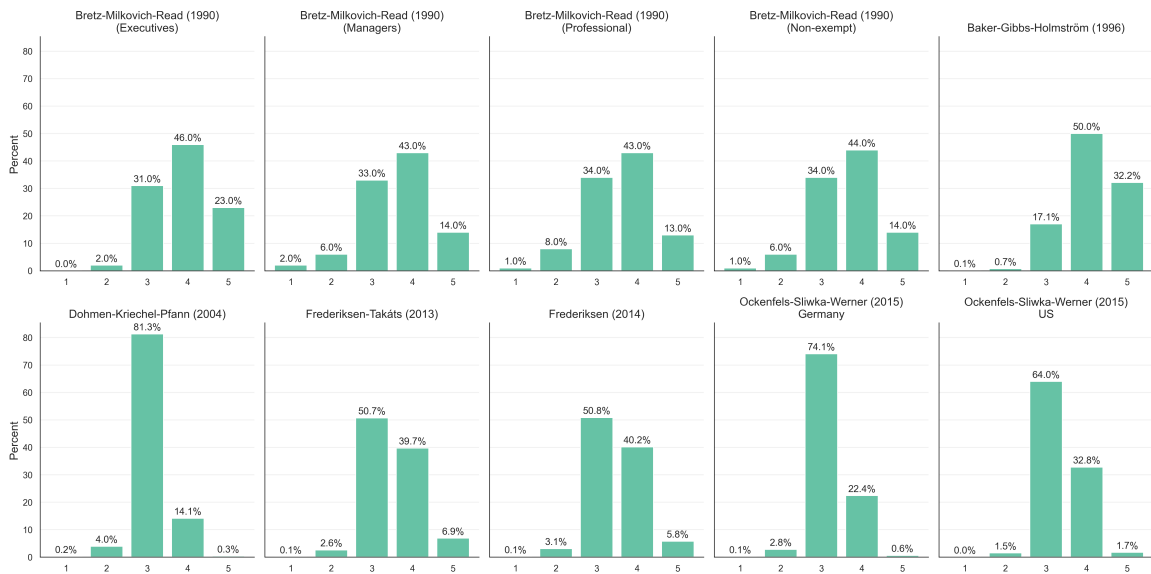 Bretz-Milkovich-Read (1990)
(Executives)
Bretz-Milkovich-Read (1990)
(Managers)
Bretz-Milkovich-Read (1990)
(Professional)
Bretz-Milkovich-Read (1990)
(Non-exempt)
Baker-Gibbs-Holmström (1996)
Percent
80
70
60
50
40
30
20
10
0
0.0%
2.0%
31.0%
46.0%
23.0%
1 2 3 4 5
2.0%
6.0%
33.0%
43.0%
14.0%
1 2 3 4 5
1.0%
8.0%
34.0%
43.0%
13.0%
1 2 3 4 5
1.0%
6.0%
34.0%
44.0%
14.0%
1 2 3 4 5
0.1%
0.7%
17.1%
50.0%
32.2%
1 2 3 4 5
Dohmen-Kriechel-Pfann (2004)
Frederiksen-Takáts (2013)
Frederiksen (2014)
Ockenfels-Sliwka-Werner (2015)
Germany
Ockenfels-Sliwka-Werner (2015)
US
Percent
80
70
60
50
40
30
20
10
0
0.2%
4.0%
81.3%
14.1%
0.3%
1 2 3 4 5
0.1%
2.6%
50.7%
39.7%
6.9%
1 2 3 4 5
0.1%
3.1%
50.8%
40.2%
5.8%
1 2 3 4 5
0.1%
2.8%
74.1%
22.4%
0.6%
1 2 3 4 5
0.0%
1.5%
64.0%
32.8%
1.7%
1 2 3 4 5